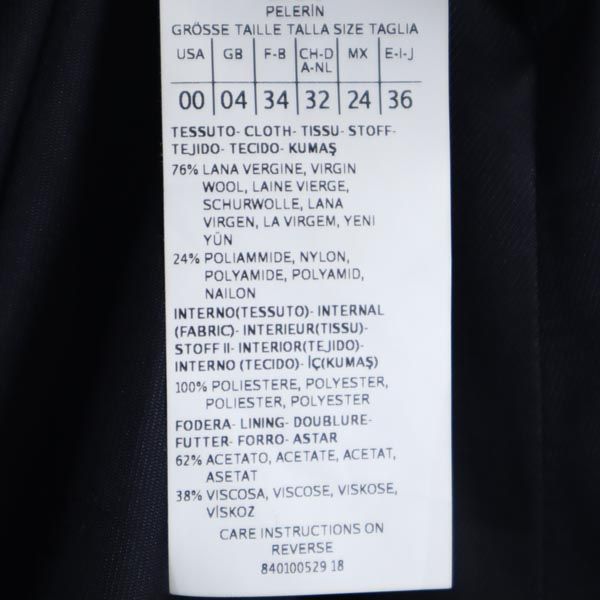 PELERİN
GRÖSSE TAILLE TALLA SIZE TAGLIA
USA GB F-B CH-D A-NL MX E-I-J
00 04 34 32 24 36
TESSUTO- CLOTH- TISSU- STOFF-
TEJIDO- TECIDO- KUMAŞ
76% LANA VERGINE, VIRGIN
WOOL, LAINE VIERGE,
SCHURWOLLE, LANA
VIRGEN, LA VIRGEM, YENI
YÜN
24% POLIAMMIDE, NYLON,
POLYAMIDE, POLYAMID,
NAILON
INTERNO(TESSUTO)- INTERNAL
(FABRIC)- INTERIEUR(TISSU)-
STOFF II- INTERIOR(TEJIDO)-
INTERNO (TECIDO)- İÇ(KUMAŞ)
100% POLIESTERE, POLYESTER,
POLIESTER, POLYESTER
FODERA- LINING- DOUBLURE-
FUTTER- FORRO- ASTAR
62% ACETATO, ACETATE, ACETAT,
ASETAT
38% VISCOSA, VISCOSE, VISKOSE,
VİSKOZ
CARE INSTRUCTIONS ON
REVERSE
840100529 18